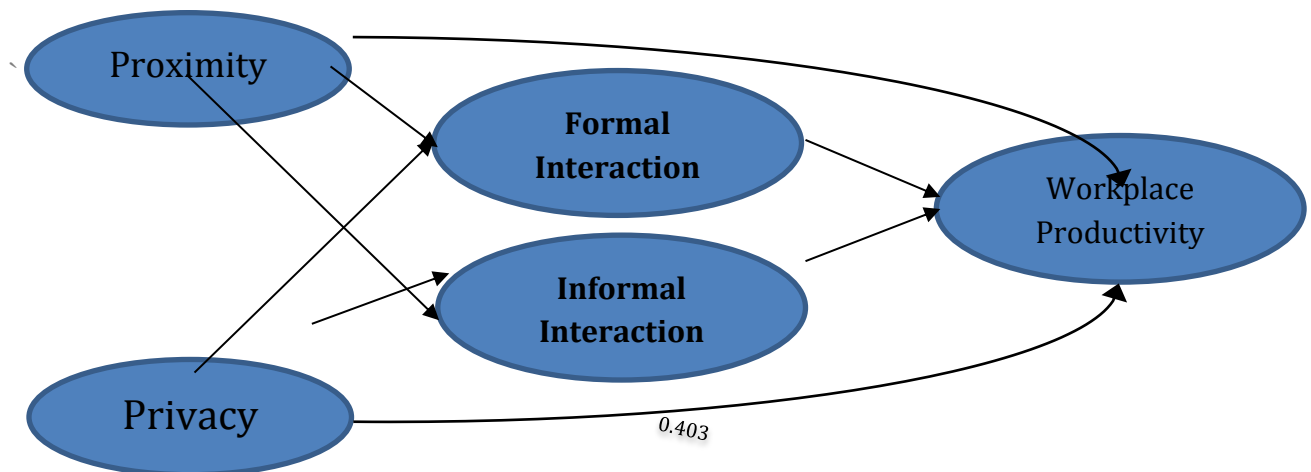 `
Proximity
Formal
Interaction
Workplace
Productivity
Informal
Interaction
Privacy
0.403